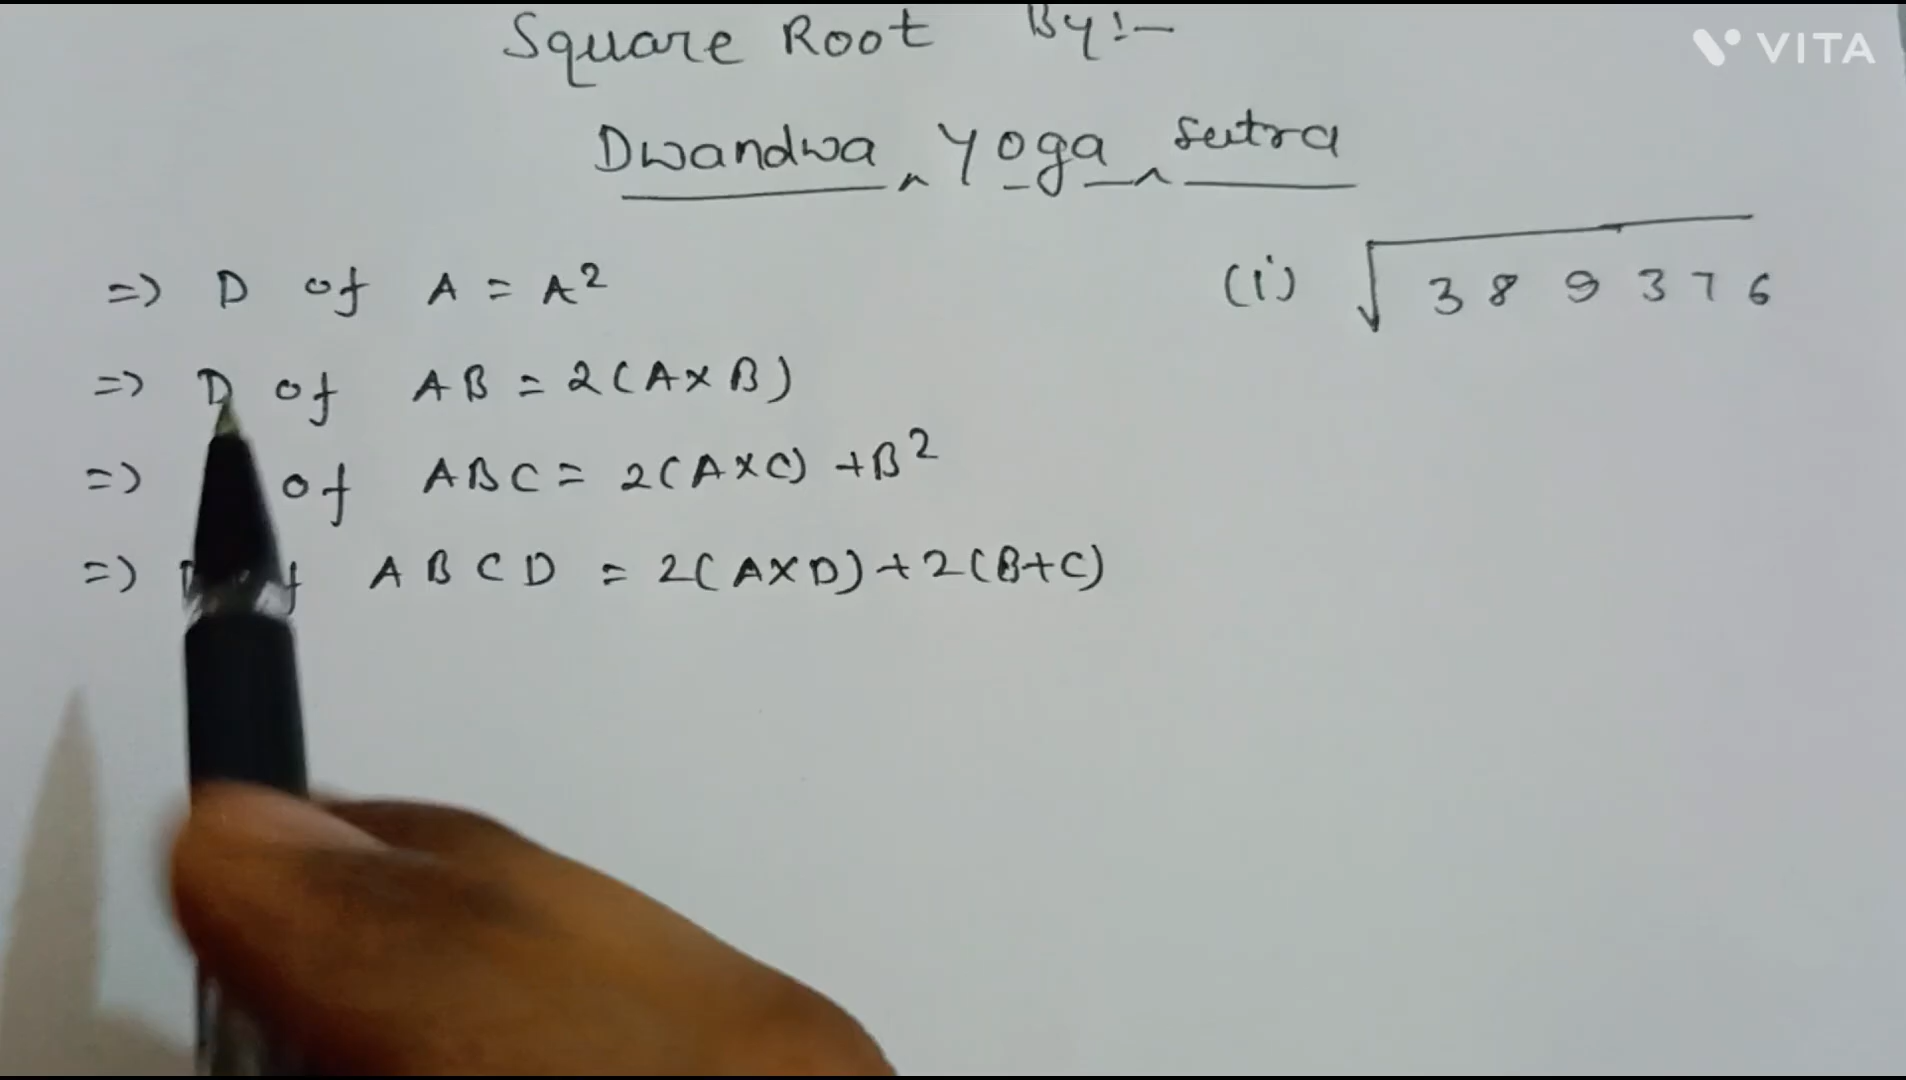 Square Root By:-
VITA
Dwandwa Yoga Sutra
=> D of A = A²
(i) √389376
=> D of AB = 2(A×B)
=> of ABC = 2(A×C) +B²
=> ABCD = 2(A×D)+2(B+C)